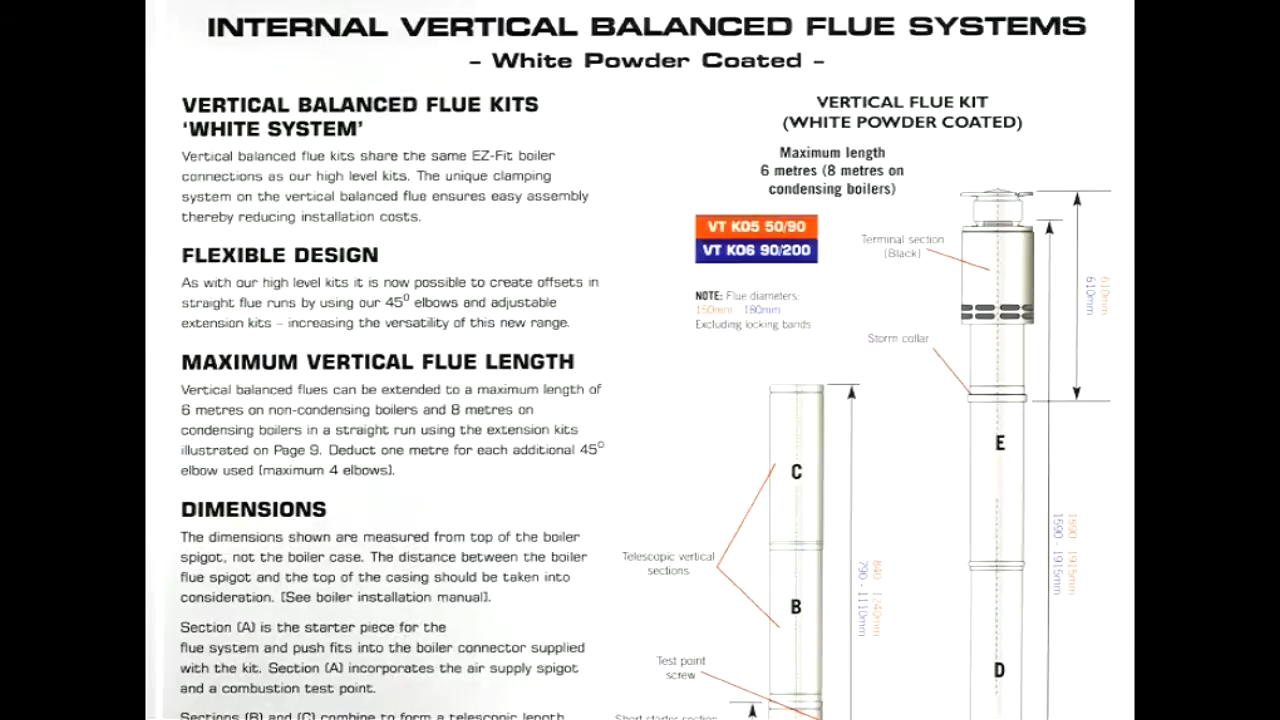 INTERNAL VERTICAL BALANCED FLUE SYSTEMS
– White Powder Coated –
VERTICAL BALANCED FLUE KITS
‘WHITE SYSTEM’
Vertical balanced flue kits share the same EZ-Fit boiler
connections as our high level kits. The unique clamping
system on the vertical balanced flue ensures easy assembly
thereby reducing installation costs.
FLEXIBLE DESIGN
As with our high level kits it is now possible to create offsets in
straight flue runs by using our 45⁰ elbows and adjustable
extension kits – increasing the versatility of this new range.
MAXIMUM VERTICAL FLUE LENGTH
Vertical balanced flues can be extended to a maximum length of
6 metres on non-condensing boilers and 8 metres on
condensing boilers in a straight run using the extension kits
illustrated on Page 9. Deduct one metre for each additional 45⁰
elbow used (maximum 4 elbows).
DIMENSIONS
The dimensions shown are measured from top of the boiler
spigot, not the boiler case. The distance between the boiler
flue spigot and the top of the casing should be taken into
consideration. (See boiler installation manual).
Section (A) is the starter piece for the
flue system and push fits into the boiler connector supplied
with the kit. Section (A) incorporates the air supply spigot
and a combustion test point.
Sections (B) and (C) combine to form a telescopic length
VERTICAL FLUE KIT
(WHITE POWDER COATED)
Maximum length
6 metres (8 metres on
condensing boilers)
VT K05 50/90
VT K06 90/200
NOTE: Flue diameters:
150mm 180mm
Excluding locking bands
Terminal section
(Black)
Storm collar
610mm
610mm
E
D
1590 - 1915mm
1590 - 1915mm
C
B
Telescopic vertical
sections
840 - 1240mm
790 - 1110mm
Test point
screw
Short starter section